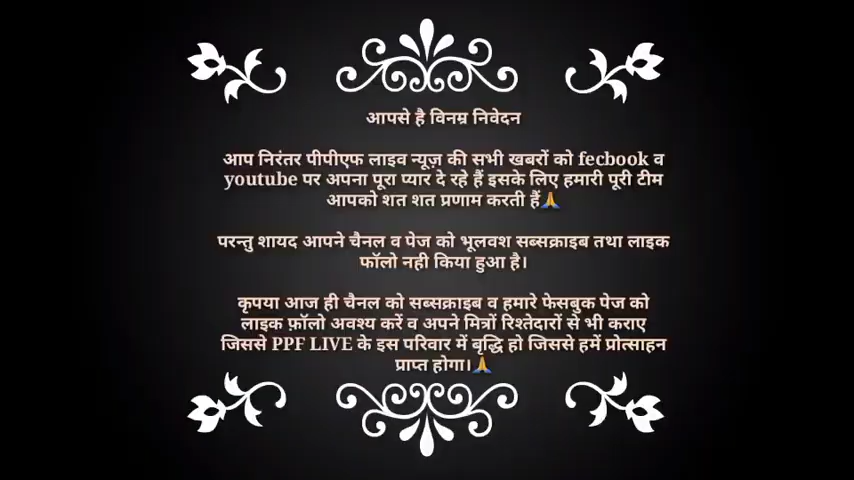 आपसे है विनम्र निवेदन
आप निरंतर पीपीएफ लाइव न्यूज़ की सभी खबरों को fecbook व
youtube पर अपना पूरा प्यार दे रहे हैं इसके लिए हमारी पूरी टीम
आपको शत शत प्रणाम करती हैं🙏
परन्तु शायद आपने चैनल व पेज को भूलवश सब्सक्राइब तथा लाइक
फॉलो नही किया हुआ है।
कृपया आज ही चैनल को सब्सक्राइब व हमारे फेसबुक पेज को
लाइक फ़ॉलो अवश्य करें व अपने मित्रों रिश्तेदारों से भी कराए
जिससे PPF LIVE के इस परिवार में बृद्धि हो जिससे हमें प्रोत्साहन
प्राप्त होगा।🙏